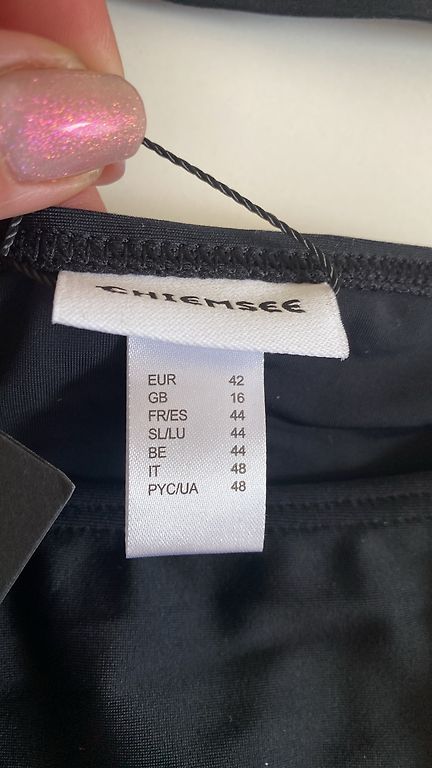 CHIEMSEE
EUR 42
GB 16
FR/ES 44
SL/LU 44
BE 44
IT 48
PYC/UA 48